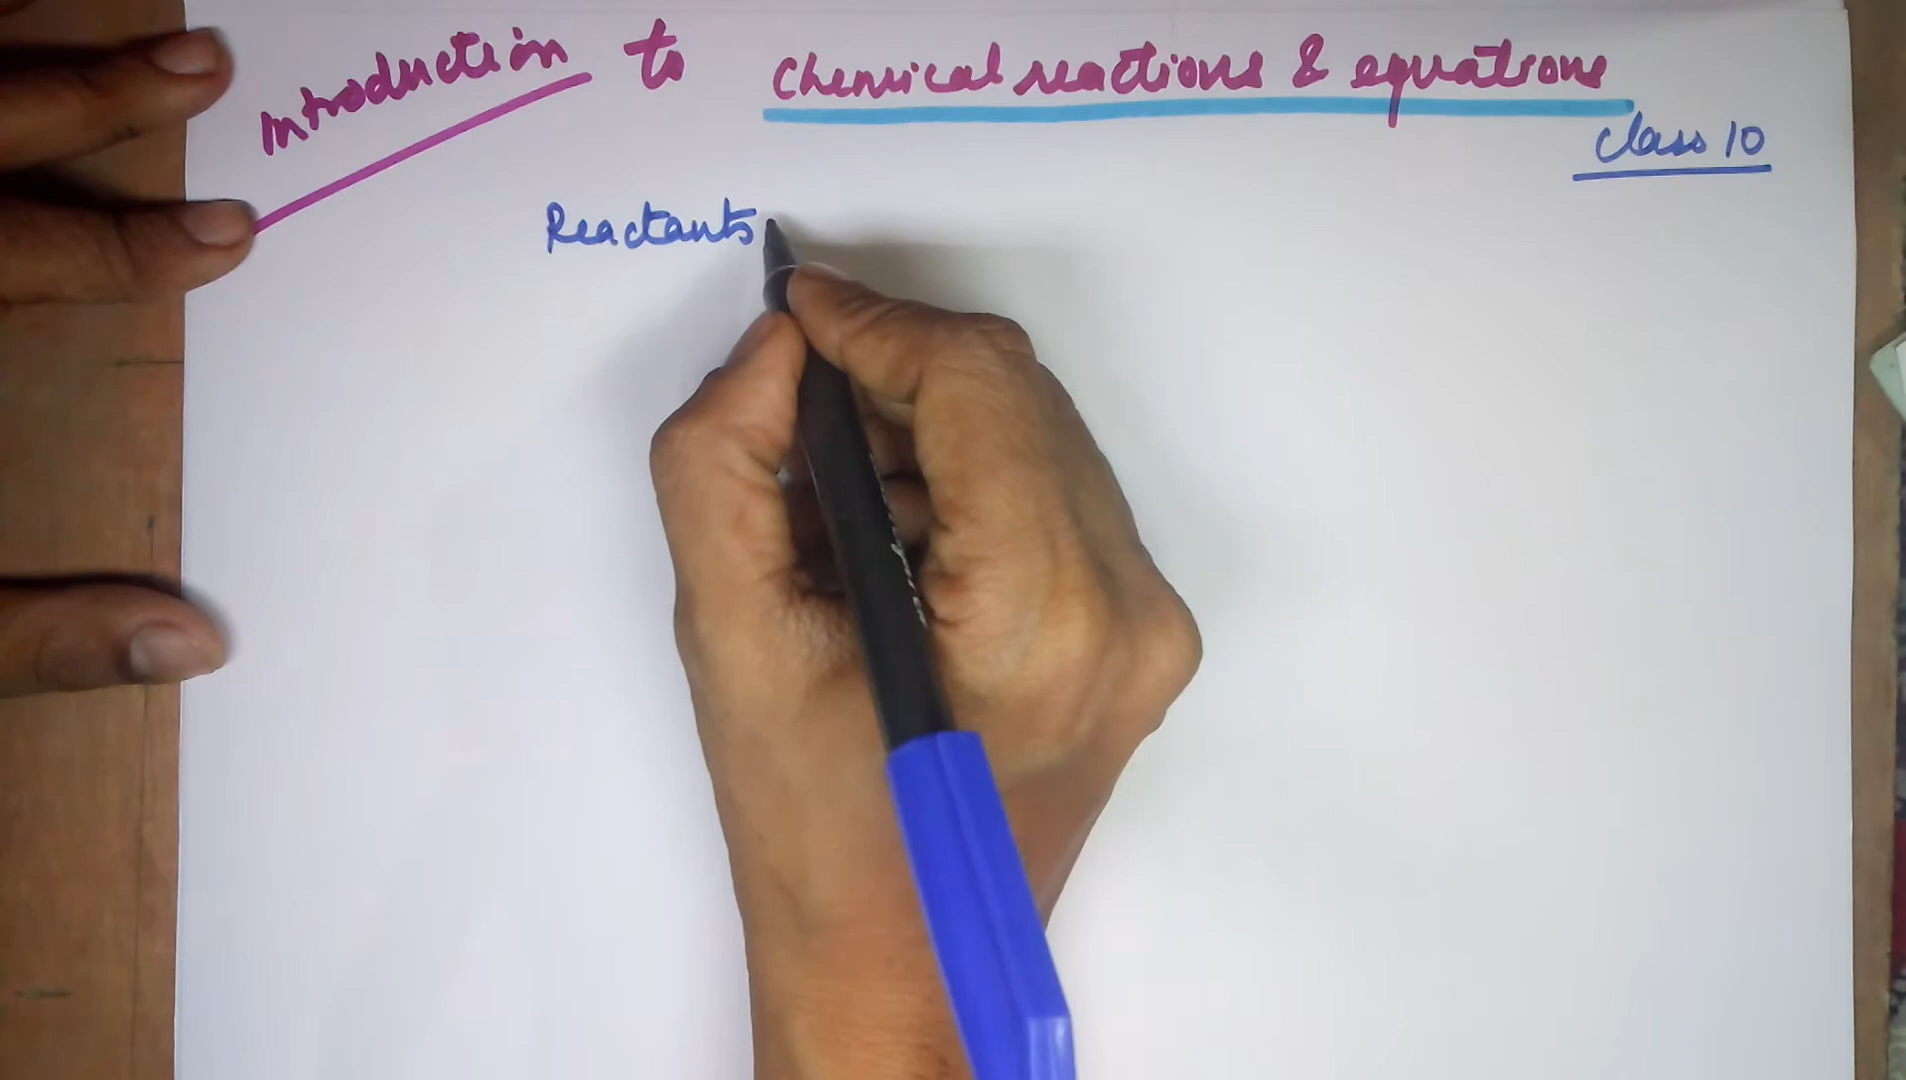 Introduction to Chemical reactions & equations
Class 10
Reactants